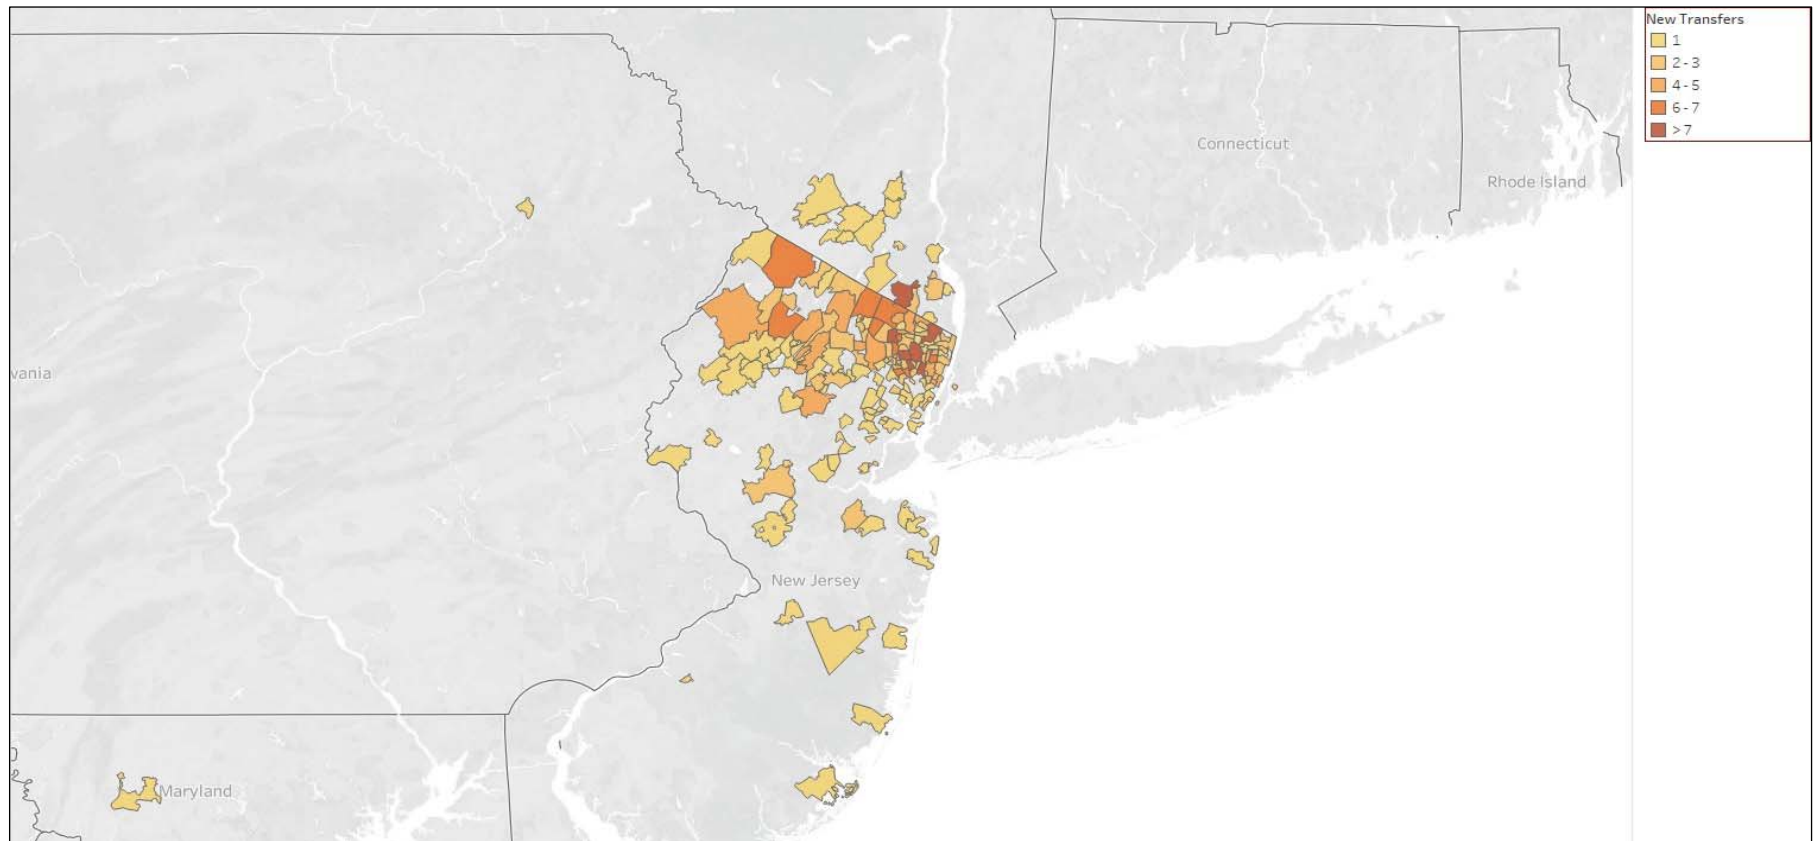 New Transfers
1
2 - 3
4 - 5
6 - 7
> 7
Connecticut
Rhode Island
vania
New Jersey
Maryland